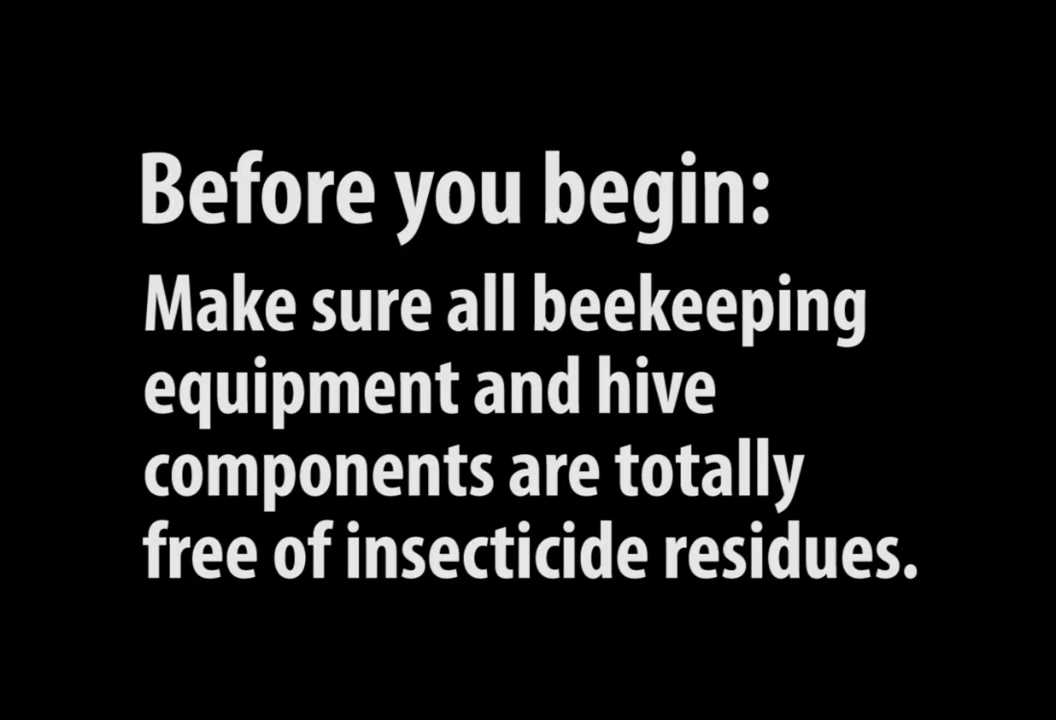 Before you begin:
Make sure all beekeeping
equipment and hive
components are totally
free of insecticide residues.